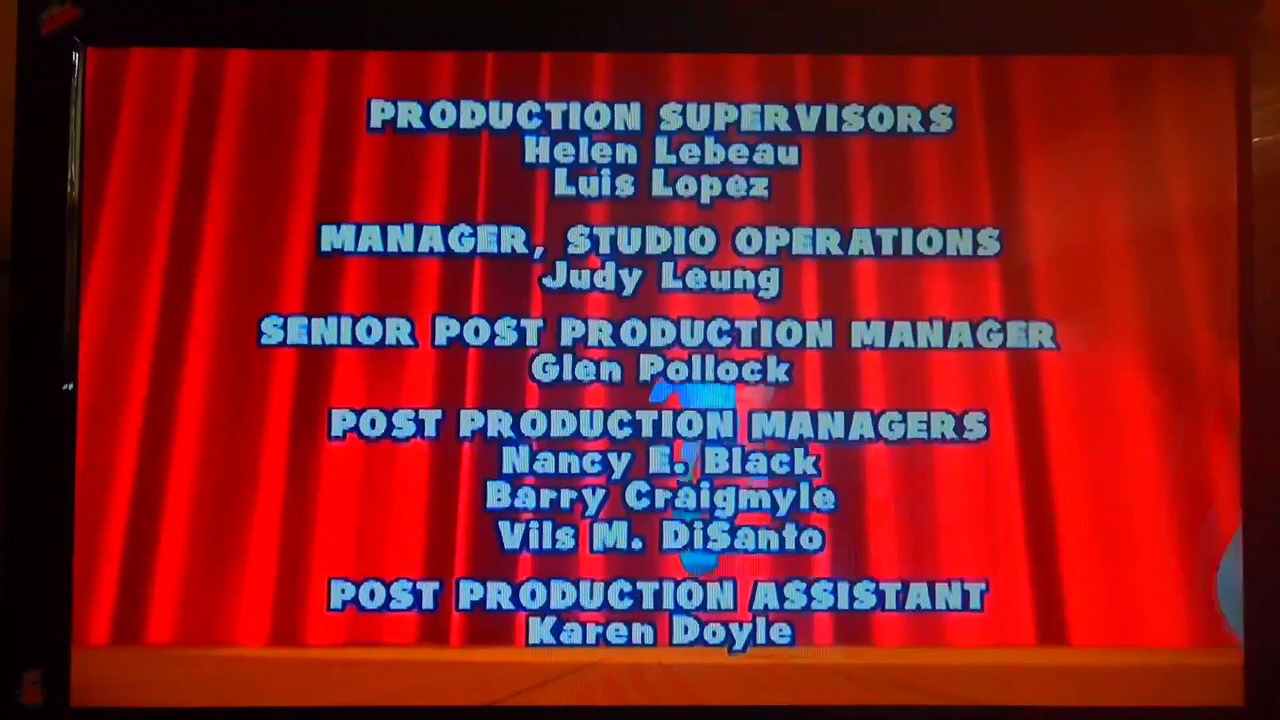 PRODUCTION SUPERVISORS
Helen Lebeau
Luis Lopez
MANAGER, STUDIO OPERATIONS
Judy Leung
SENIOR POST PRODUCTION MANAGER
Glen Pollock
POST PRODUCTION MANAGERS
Nancy E. Black
Barry Craigmyle
Vils M. DiSanto
POST PRODUCTION ASSISTANT
Karen Doyle